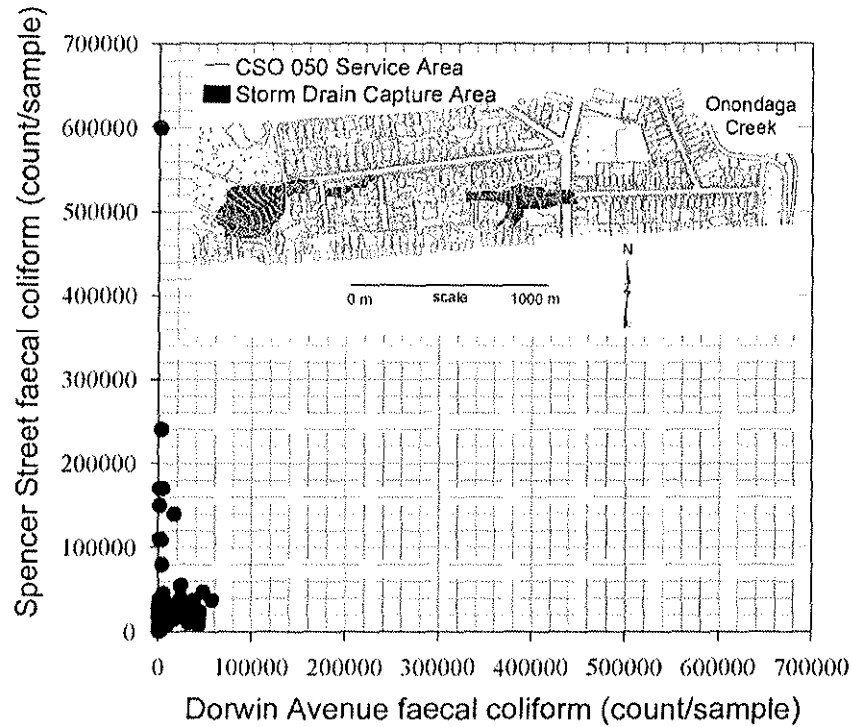 700000
600000
500000
400000
300000
200000
100000
0
Spencer Street faecal coliform (count/sample)
CSO 050 Service Area
Storm Drain Capture Area
Onondaga
Creek
N
0 m scale 1000 m
0 100000 200000 300000 400000 500000 600000 700000
Dorwin Avenue faecal coliform (count/sample)